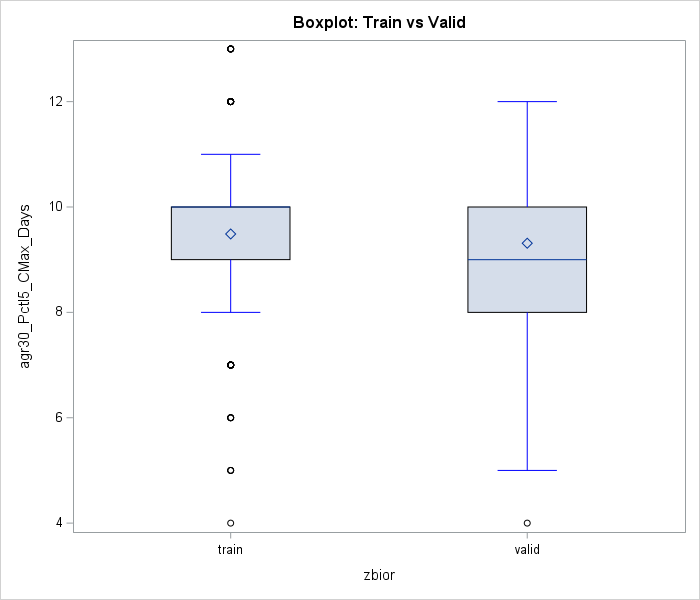 Boxplot: Train vs Valid
agr30_Pctl5_CMax_Days
12
10
8
6
4
train
valid
zbior